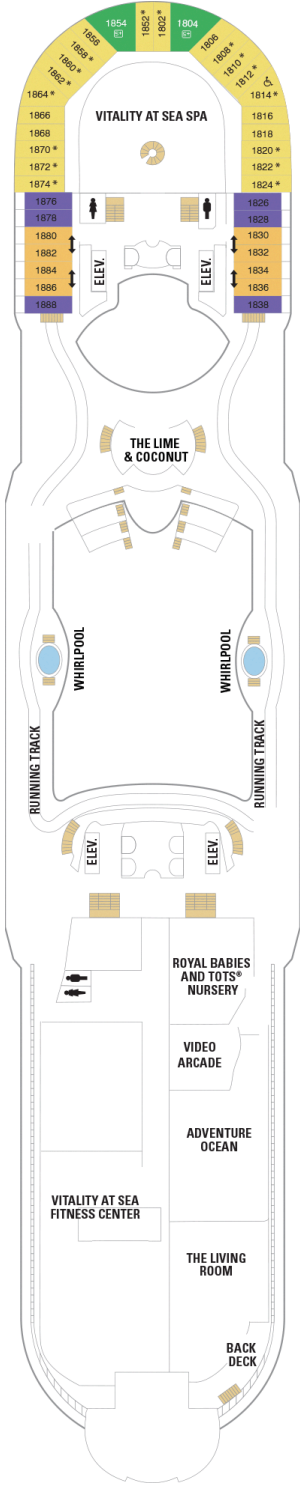 1854
1852*
1802*
1804
1856
1858*
1860*
1862*
1864*
1806
1808*
1810*
1812*
1814*
VITALITY AT SEA SPA
1866
1868
1870*
1872*
1874*
1816
1818
1820*
1822*
1824*
1876
1878
1880
1882
1884
1886
1888
1826
1828
1830
1832
1834
1836
1838
ELEV.
ELEV.
THE LIME
& COCONUT
WHIRLPOOL
WHIRLPOOL
RUNNING TRACK
RUNNING TRACK
ELEV.
ELEV.
ROYAL BABIES
AND TOTS®
NURSERY
VIDEO
ARCADE
ADVENTURE
OCEAN
VITALITY AT SEA
FITNESS CENTER
THE LIVING
ROOM
BACK
DECK